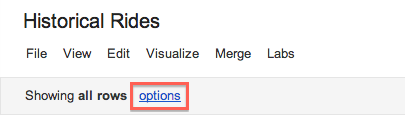 Historical Rides
File View Edit Visualize Merge Labs
Showing all rows options